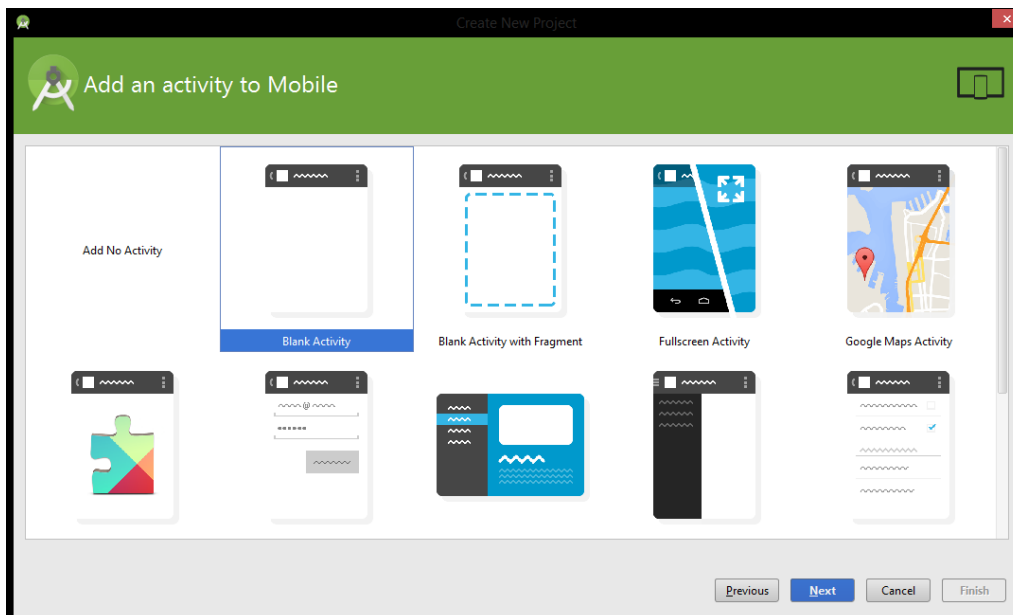 Create New Project
Add an activity to Mobile
Add No Activity
Blank Activity
Blank Activity with Fragment
Fullscreen Activity
Google Maps Activity
Previous
Next
Cancel
Finish